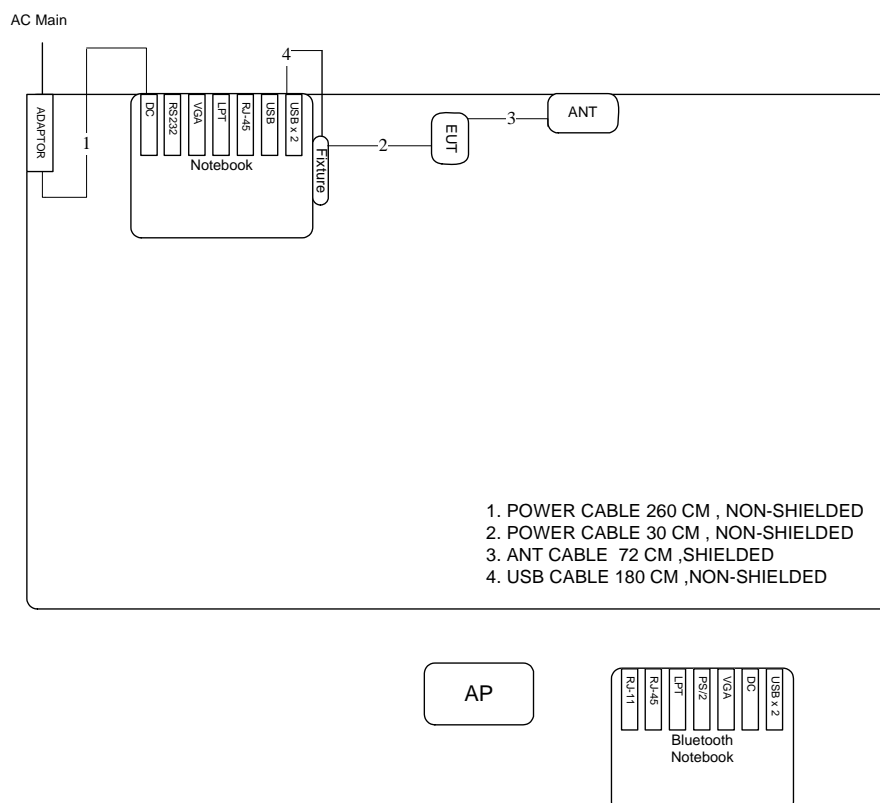 AC Main
4
ADAPTOR
1
DC
RS232
VGA
LPT
RJ-45
USB
USB x 2
Notebook
Fixture
2
EUT
3
ANT
1. POWER CABLE 260 CM , NON-SHIELDED
2. POWER CABLE 30 CM , NON-SHIELDED
3. ANT CABLE 72 CM ,SHIELDED
4. USB CABLE 180 CM ,NON-SHIELDED
AP
RJ-11
RJ-45
LPT
PS/2
VGA
DC
USB x 2
Bluetooth
Notebook